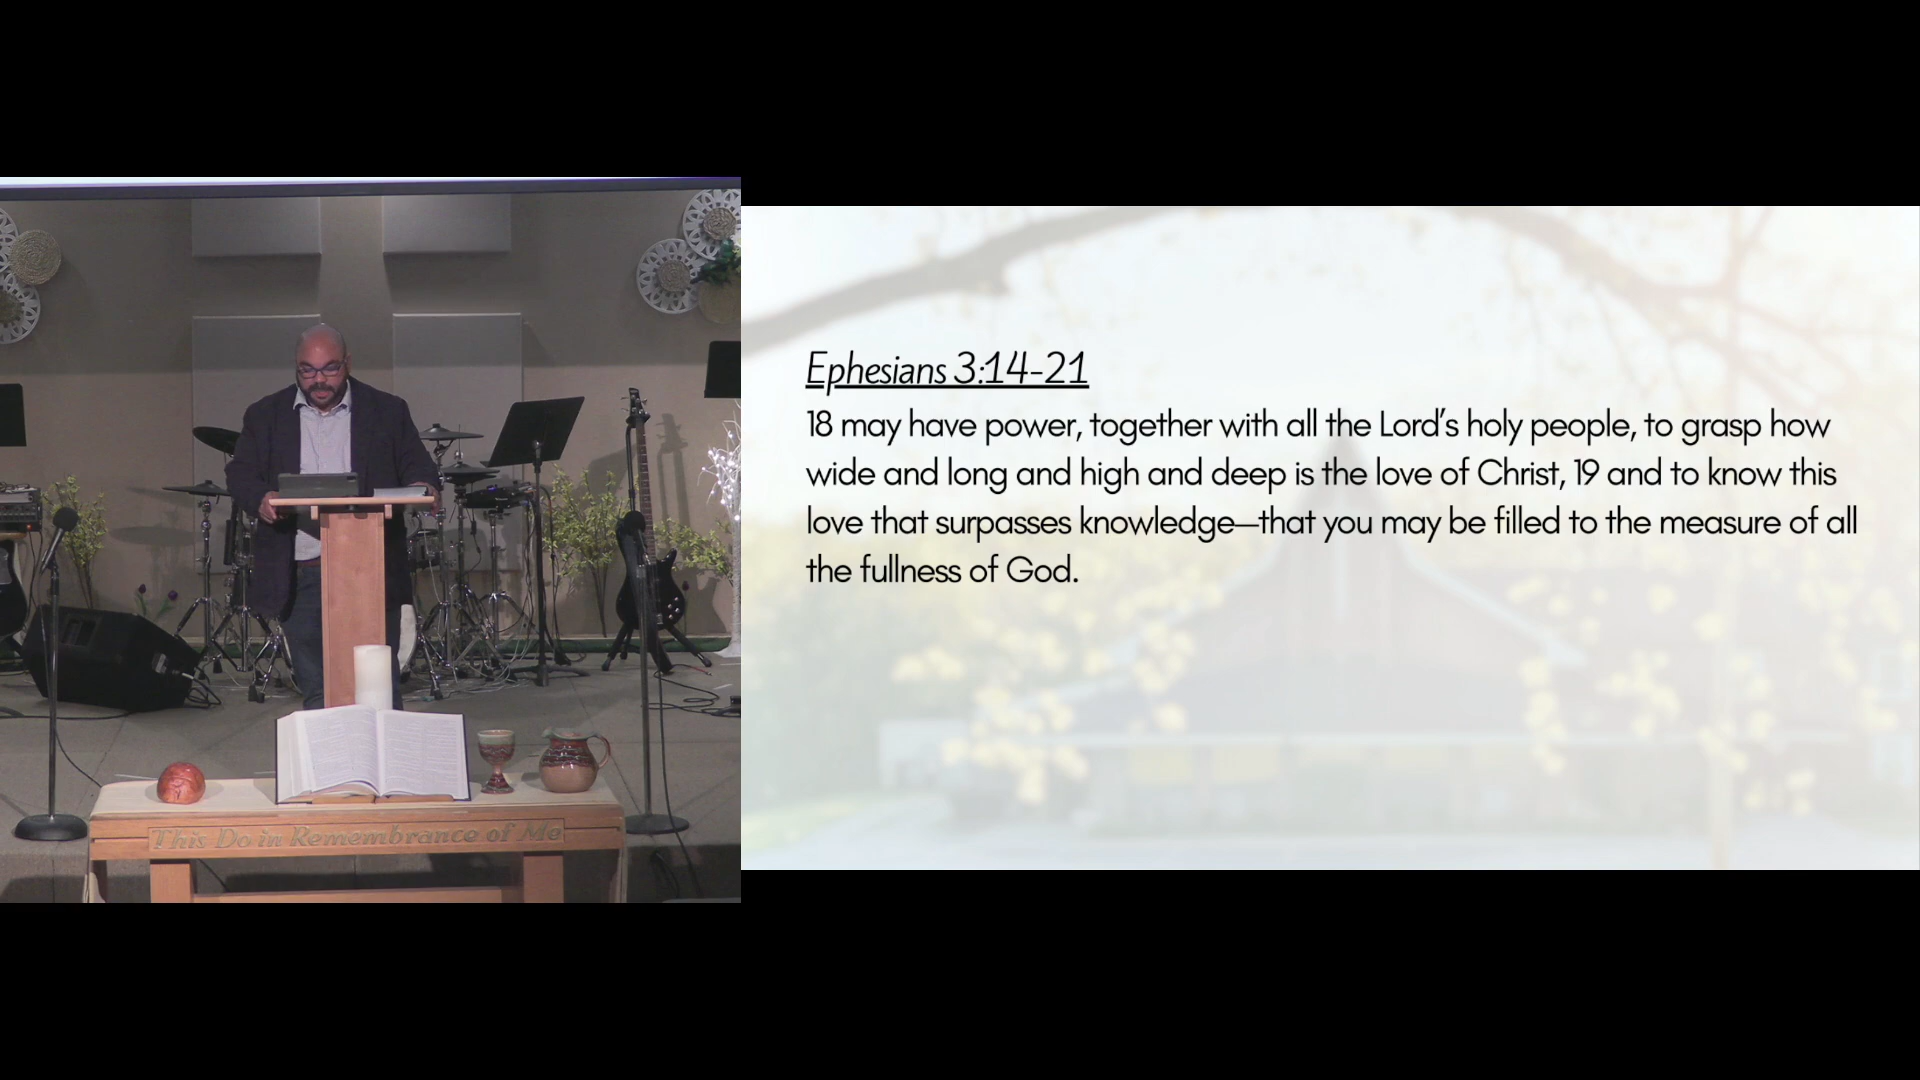 Ephesians 3:14-21
18 may have power, together with all the Lord's holy people, to grasp how
wide and long and high and deep is the love of Christ, 19 and to know this
love that surpasses knowledge—that you may be filled to the measure of all
the fullness of God.
This Do in Remembrance of Me